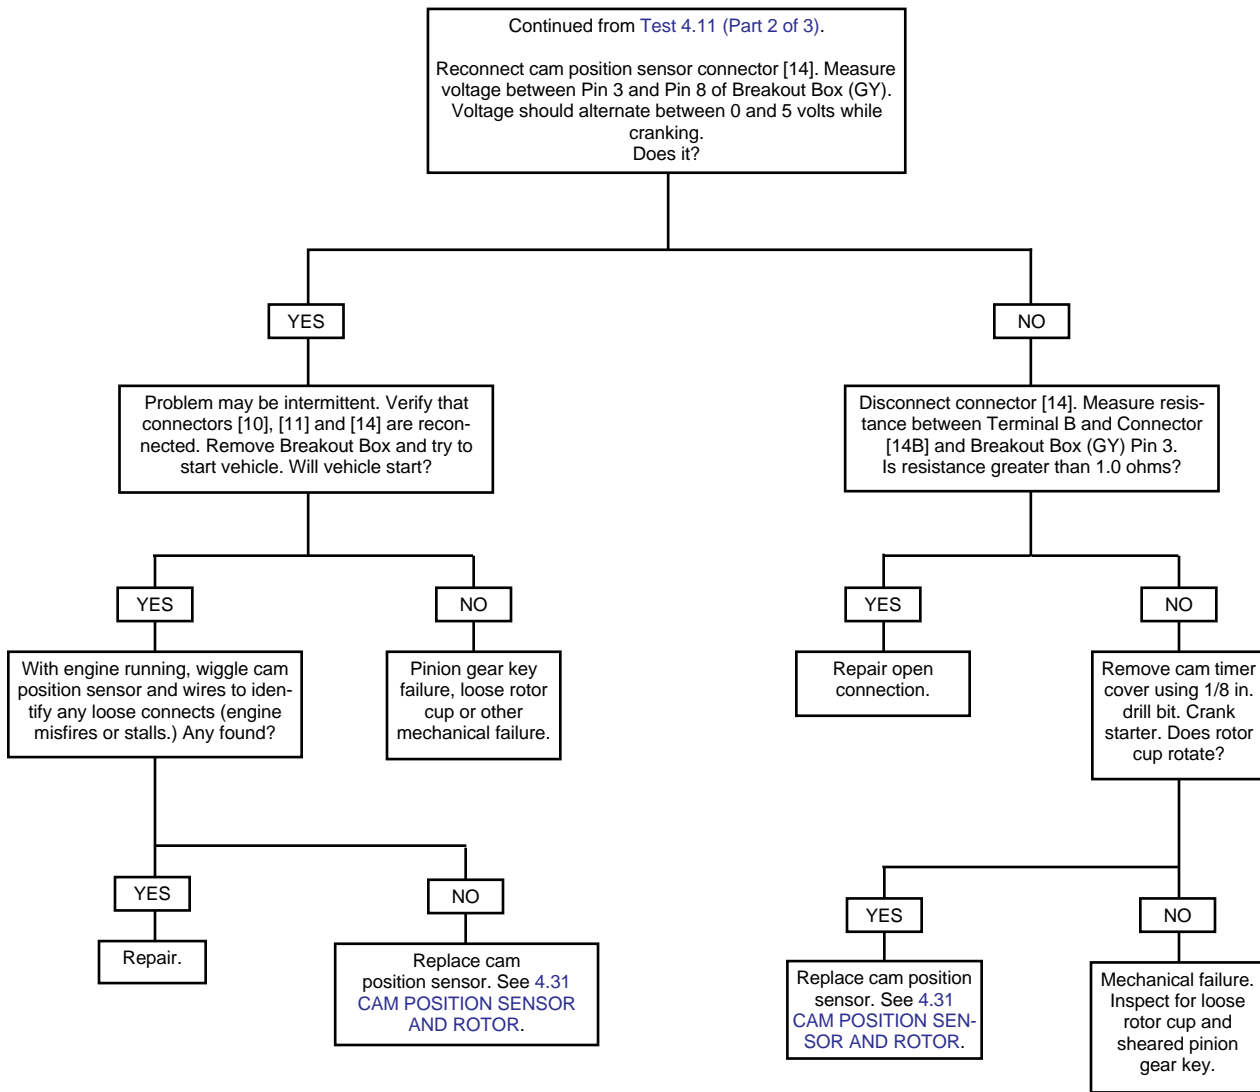 Continued from Test 4.11 (Part 2 of 3).
Reconnect cam position sensor connector [14]. Measure
voltage between Pin 3 and Pin 8 of Breakout Box (GY).
Voltage should alternate between 0 and 5 volts while
cranking.
Does it?
YES
NO
Problem may be intermittent. Verify that
connectors [10], [11] and [14] are recon-
nected. Remove Breakout Box and try to
start vehicle. Will vehicle start?
Disconnect connector [14]. Measure resis-
tance between Terminal B and Connector
[14B] and Breakout Box (GY) Pin 3.
Is resistance greater than 1.0 ohms?
YES
NO
YES
NO
With engine running, wiggle cam
position sensor and wires to iden-
tify any loose connects (engine
misfires or stalls.) Any found?
Pinion gear key
failure, loose rotor
cup or other
mechanical failure.
Repair open
connection.
Remove cam timer
cover using 1/8 in.
drill bit. Crank
starter. Does rotor
cup rotate?
YES
NO
YES
NO
Repair.
Replace cam
position sensor. See 4.31
CAM POSITION SENSOR
AND ROTOR.
Replace cam position
sensor. See 4.31
CAM POSITION SEN-
SOR AND ROTOR.
Mechanical failure.
Inspect for loose
rotor cup and
sheared pinion
gear key.